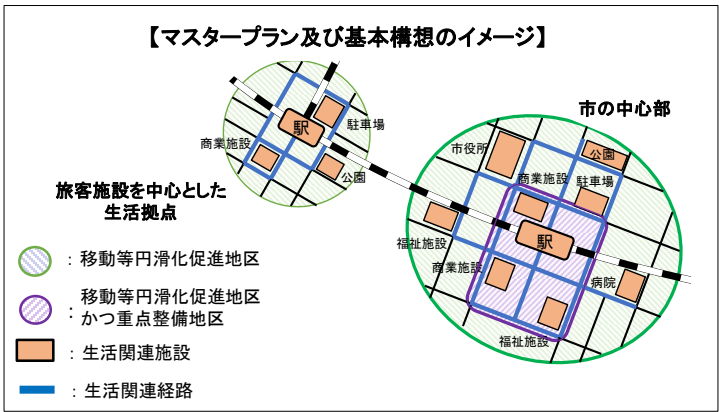 【マスタープラン及び基本構想のイメージ】
市の中心部
駅
駐車場
商業施設
公園
旅客施設を中心とした
生活拠点
市役所
公園
商業施設
駐車場
福祉施設
駅
商業施設
病院
福祉施設
：移動等円滑化促進地区
：移動等円滑化促進地区
かつ重点整備地区
：生活関連施設
：生活関連経路